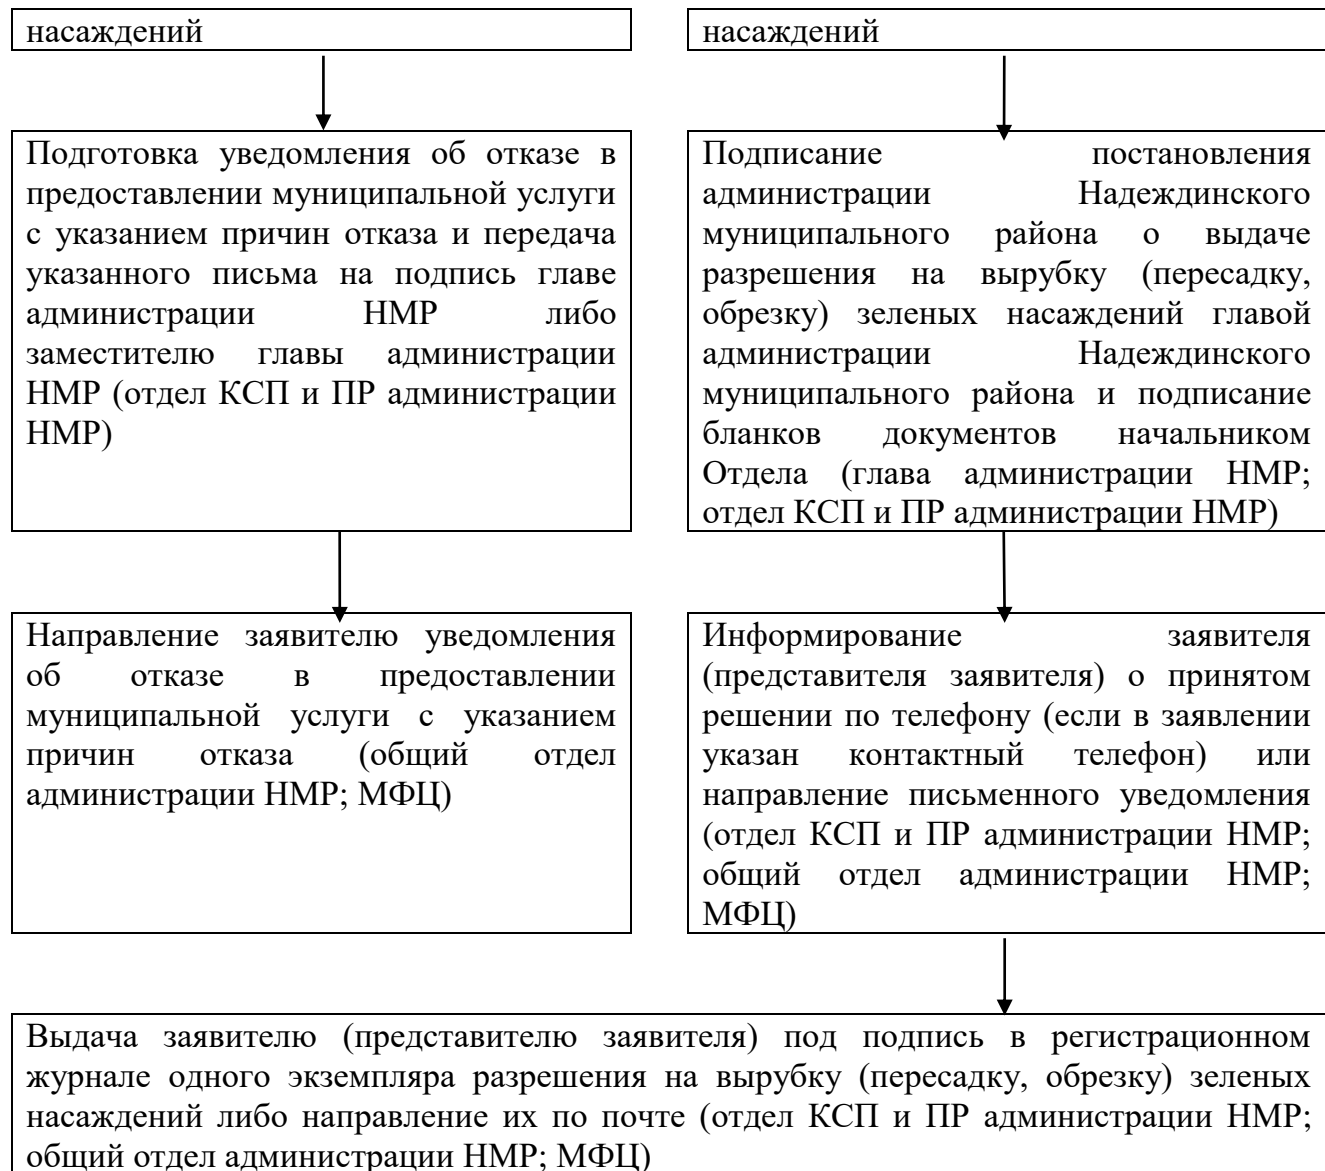 насаждений
насаждений
Подготовка уведомления об отказе в
предоставлении муниципальной услуги
с указанием причин отказа и передача
указанного письма на подпись главе
администрации НМР либо
заместителю главы администрации
НМР (отдел КСП и ПР администрации
НМР)
Подписание постановления
администрации Надеждинского
муниципального района о выдаче
разрешения на вырубку (пересадку,
обрезку) зеленых насаждений главой
администрации Надеждинского
муниципального района и подписание
бланков документов начальником
Отдела (глава администрации НМР;
отдел КСП и ПР администрации НМР)
Направление заявителю уведомления
об отказе в предоставлении
муниципальной услуги с указанием
причин отказа (общий отдел
администрации НМР; МФЦ)
Информирование заявителя
(представителя заявителя) о принятом
решении по телефону (если в заявлении
указан контактный телефон) или
направление письменного уведомления
(отдел КСП и ПР администрации НМР;
общий отдел администрации НМР;
МФЦ)
Выдача заявителю (представителю заявителя) под подпись в регистрационном
журнале одного экземпляра разрешения на вырубку (пересадку, обрезку) зеленых
насаждений либо направление их по почте (отдел КСП и ПР администрации НМР;
общий отдел администрации НМР; МФЦ)